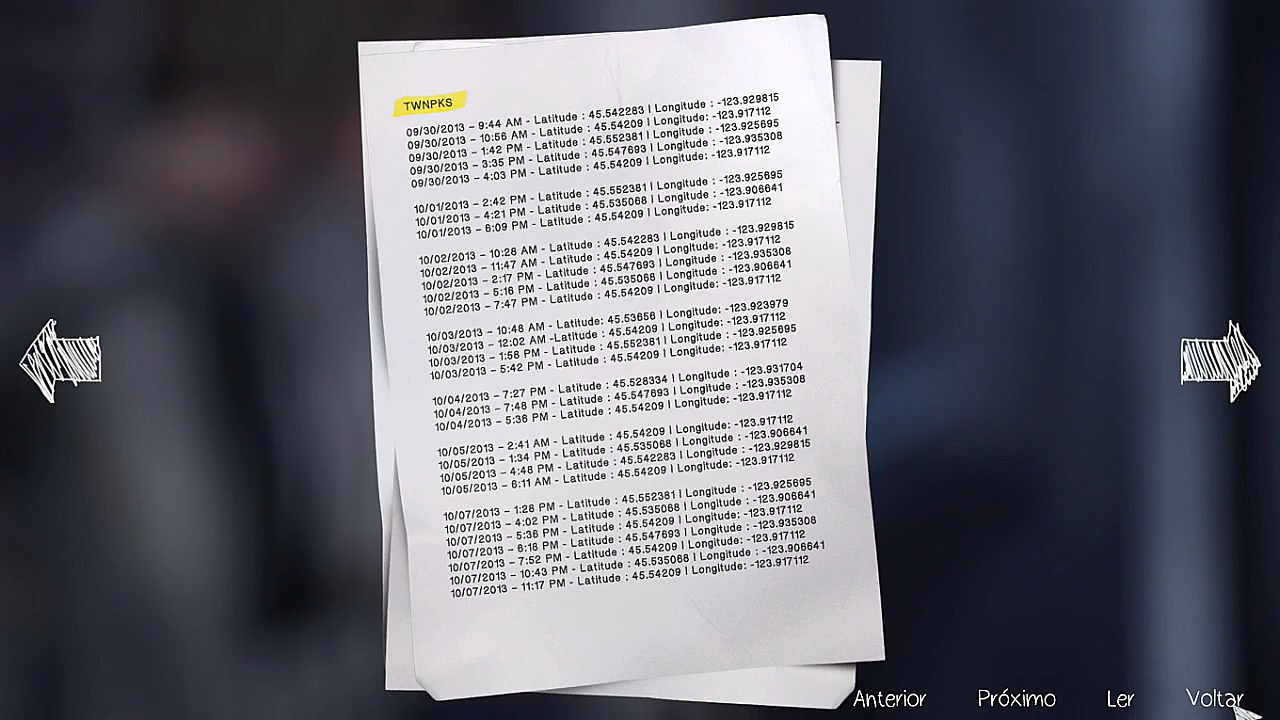 TWNPKS
09/30/2013 – 9:44 AM - Latitude : 45.542283 | Longitude : -123.929815
09/30/2013 – 10:56 AM - Latitude : 45.54209 | Longitude : -123.917112
09/30/2013 – 1:42 PM - Latitude : 45.552381 | Longitude : -123.925695
09/30/2013 – 3:35 PM - Latitude : 45.547693 | Longitude : -123.935308
09/30/2013 – 4:03 PM - Latitude : 45.54209 | Longitude: -123.917112
10/01/2013 – 2:42 PM - Latitude : 45.552381 | Longitude : -123.925695
10/01/2013 – 4:21 PM - Latitude : 45.535068 | Longitude : -123.906641
10/01/2013 – 6:09 PM - Latitude : 45.54209 | Longitude: -123.917112
10/02/2013 – 10:28 AM - Latitude : 45.542283 | Longitude : -123.929815
10/02/2013 – 11:47 AM - Latitude : 45.54209 | Longitude: -123.917112
10/02/2013 – 2:17 PM - Latitude : 45.547693 | Longitude : -123.935308
10/02/2013 – 5:16 PM - Latitude : 45.535068 | Longitude : -123.906641
10/02/2013 – 7:47 PM - Latitude : 45.54209 | Longitude: -123.917112
10/03/2013 – 10:48 AM - Latitude: 45.53656 | Longitude: -123.923979
10/03/2013 – 12:02 AM -Latitude : 45.54209 | Longitude: -123.917112
10/03/2013 – 1:58 PM - Latitude : 45.552381 | Longitude : -123.925695
10/03/2013 – 5:42 PM - Latitude : 45.54209 | Longitude: -123.917112
10/04/2013 – 7:27 PM - Latitude : 45.528334 | Longitude : -123.931704
10/04/2013 – 7:48 PM - Latitude : 45.547693 | Longitude : -123.935308
10/04/2013 – 5:36 PM - Latitude : 45.54209 | Longitude: -123.917112
10/05/2013 – 2:41 AM - Latitude : 45.54209 | Longitude: -123.917112
10/05/2013 – 1:34 PM - Latitude : 45.535068 | Longitude : -123.906641
10/05/2013 – 4:48 PM - Latitude : 45.542283 | Longitude : -123.929815
10/05/2013 – 6:11 AM - Latitude : 45.54209 | Longitude: -123.917112
10/07/2013 – 1:28 PM - Latitude : 45.552381 | Longitude : -123.925695
10/07/2013 – 4:02 PM - Latitude : 45.535068 | Longitude : -123.906641
10/07/2013 – 5:36 PM - Latitude : 45.54209 | Longitude: -123.917112
10/07/2013 – 6:18 PM - Latitude : 45.547693 | Longitude : -123.935308
10/07/2013 – 7:52 PM - Latitude : 45.54209 | Longitude: -123.917112
10/07/2013 – 10:43 PM - Latitude : 45.535068 | Longitude : -123.906641
10/07/2013 – 11:17 PM - Latitude : 45.54209 | Longitude: -123.917112
Anterior Próximo Ler Voltar